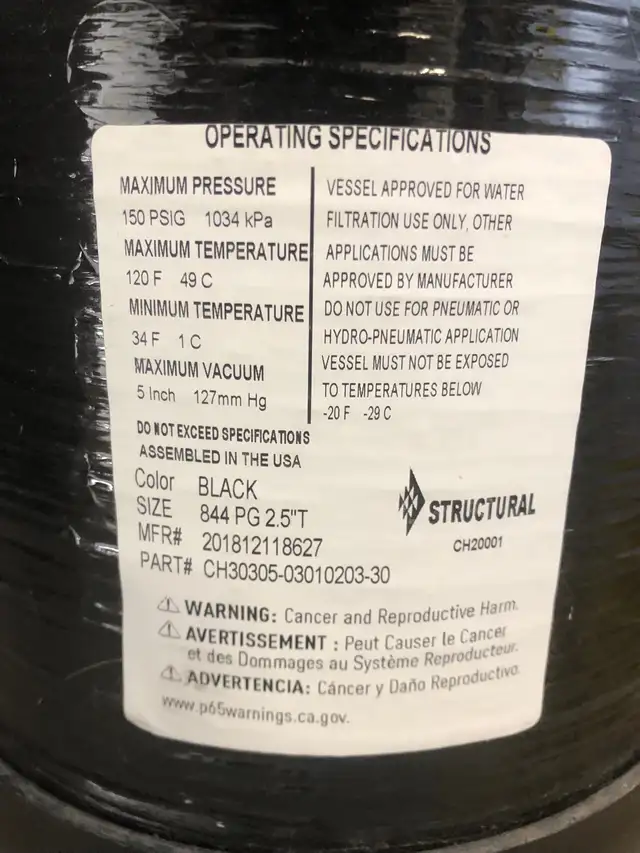 OPERATING SPECIFICATIONS
MAXIMUM PRESSURE
150 PSIG 1034 kPa
MAXIMUM TEMPERATURE
120 F 49 C
MINIMUM TEMPERATURE
34 F 1 C
MAXIMUM VACUUM
5 Inch 127mm Hg
VESSEL APPROVED FOR WATER
FILTRATION USE ONLY, OTHER
APPLICATIONS MUST BE
APPROVED BY MANUFACTURER
DO NOT USE FOR PNEUMATIC OR
HYDRO-PNEUMATIC APPLICATION
VESSEL MUST NOT BE EXPOSED
TO TEMPERATURES BELOW
-20 F -29 C
DO NOT EXCEED SPECIFICATIONS
ASSEMBLED IN THE USA
Color BLACK
SIZE 844 PG 2.5"T
MFR# 201812118627
PART# CH30305-03010203-30
STRUCTURAL
CH20001
⚠ WARNING: Cancer and Reproductive Harm.
⚠ AVERTISSEMENT : Peut Causer le Cancer
et des Dommages au Système Reproducteur.
⚠ ADVERTENCIA: Cáncer y Daño Reproductivo.
www.p65warnings.ca.gov.